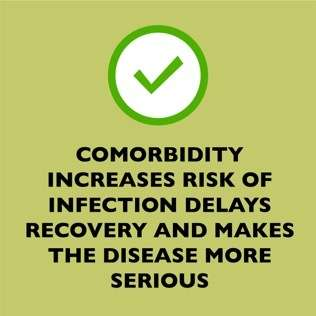 COMORBIDITY
INCREASES RISK OF
INFECTION DELAYS
RECOVERY AND MAKES
THE DISEASE MORE
SERIOUS